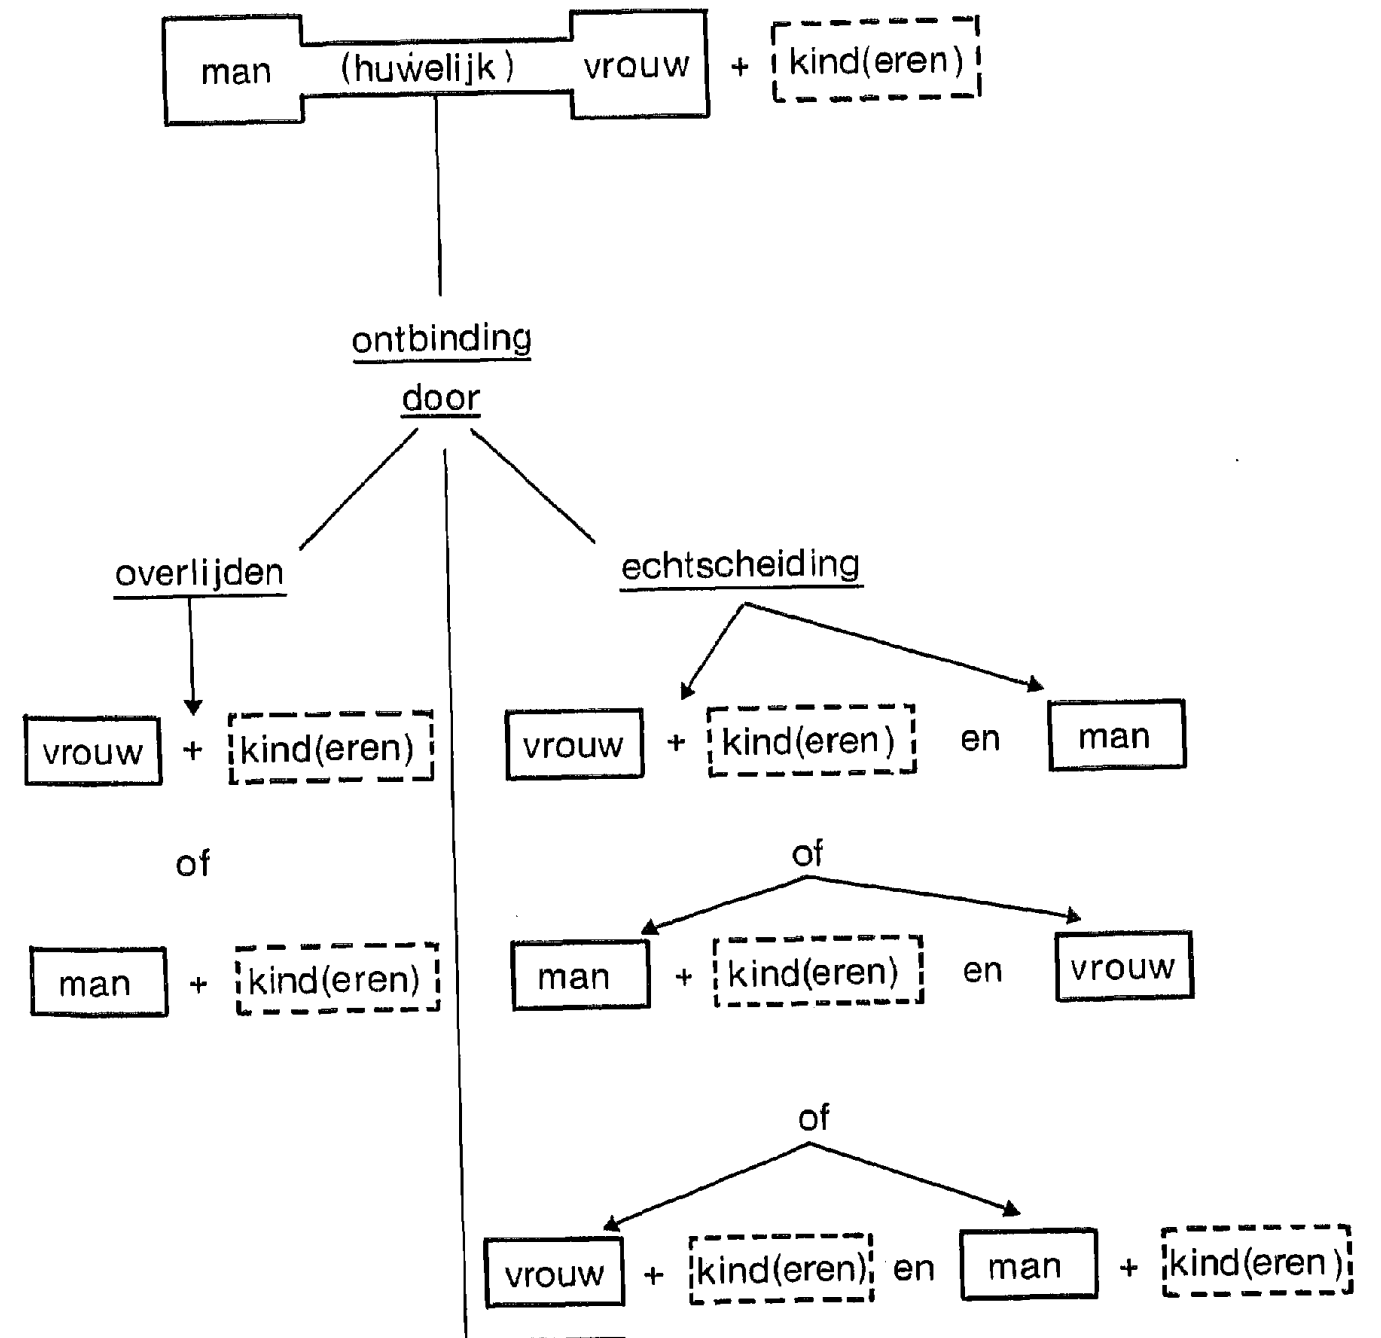 man (huwelijk) vrouw + kind(eren)
ontbinding
door
overlijden
echtscheiding
vrouw + kind(eren)
vrouw + kind(eren) en man
of
of
man + kind(eren)
man + kind(eren) en vrouw
of
vrouw + kind(eren) en man + kind(eren)